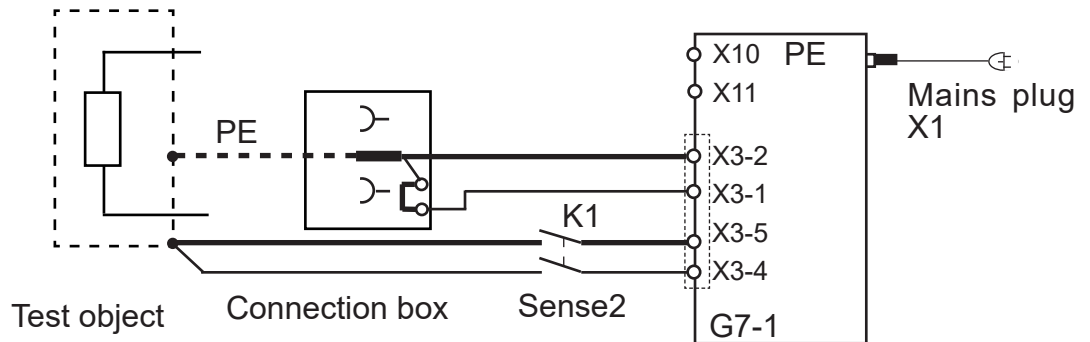 X10 PE
X11
Mains plug
X1
PE
X3-2
X3-1
K1
X3-5
X3-4
Test object
Connection box
Sense2
G7-1